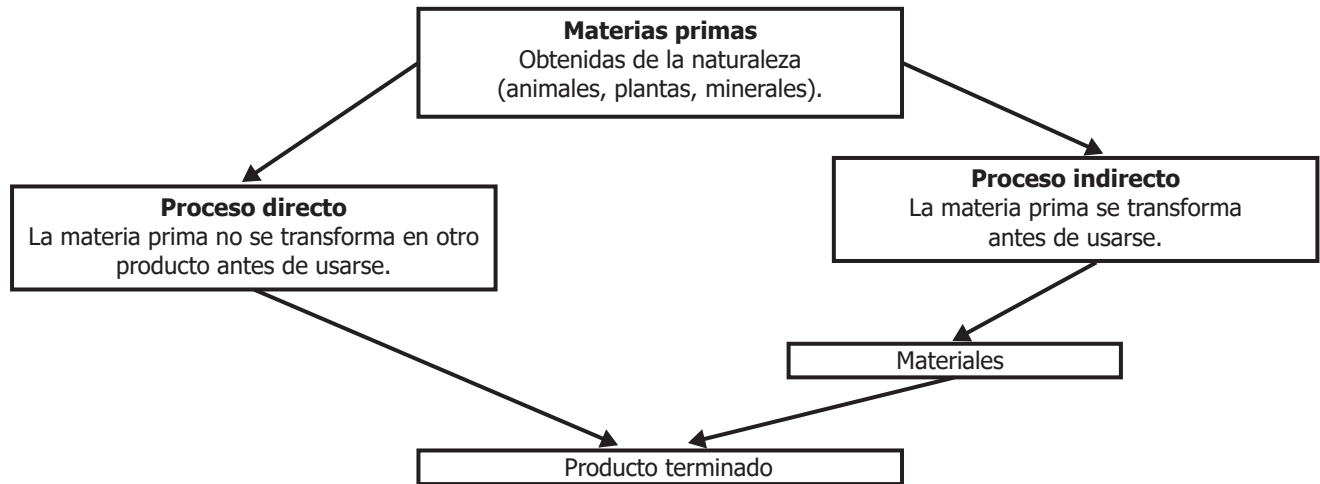 Materias primas
Obtenidas de la naturaleza
(animales, plantas, minerales).
Proceso directo
La materia prima no se transforma en otro
producto antes de usarse.
Proceso indirecto
La materia prima se transforma
antes de usarse.
Materiales
Producto terminado